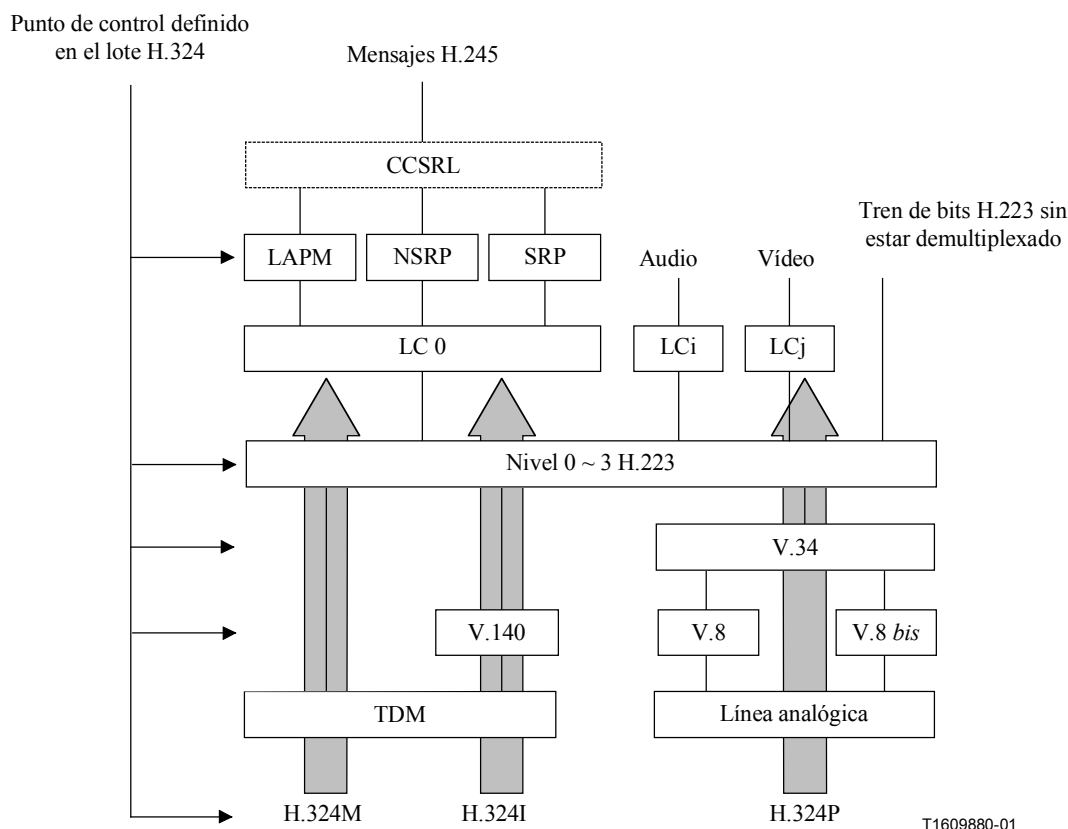 Punto de control definido
en el lote H.324
Mensajes H.245
CCSRL
Tren de bits H.223 sin
estar demultiplexado
LAPM
NSRP
SRP
Audio
Vídeo
LC 0
LCi
LCj
Nivel 0 ~ 3 H.223
V.34
V.140
V.8
V.8 bis
TDM
Línea analógica
H.324M
H.324I
H.324P
T1609880-01